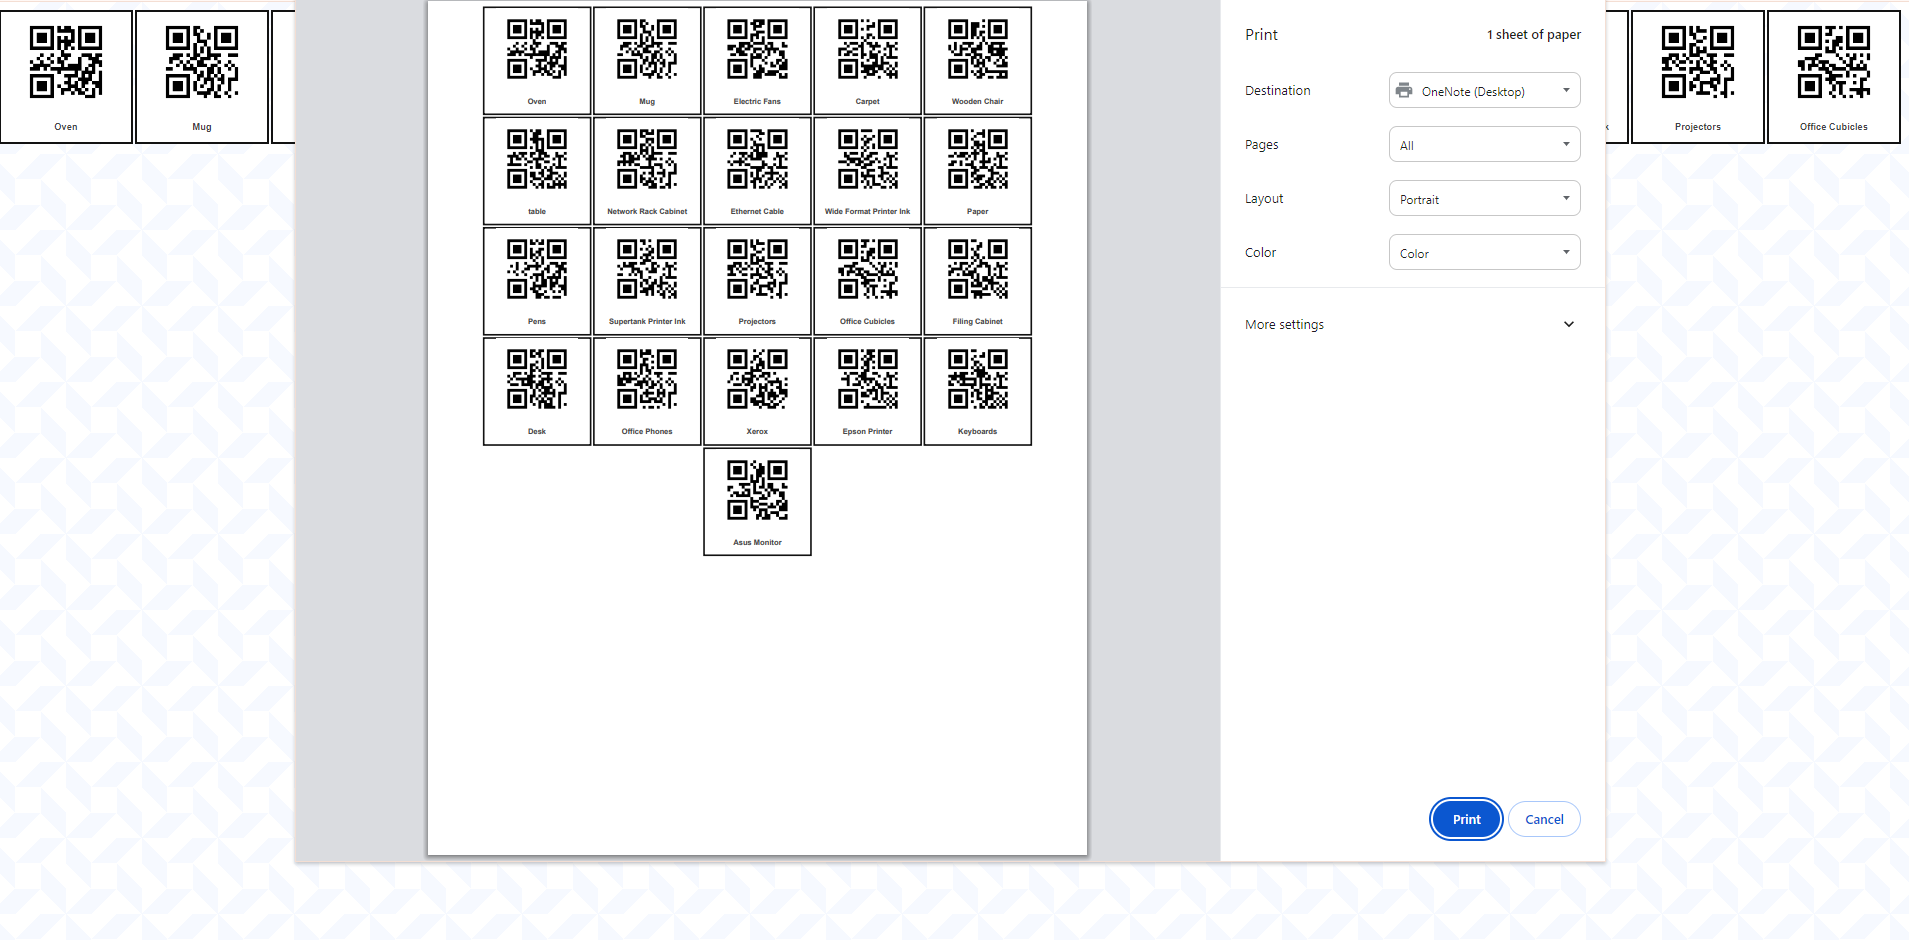 Oven
Mug
Oven
Mug
Electric Fans
Carpet
Wooden Chair
table
Network Rack Cabinet
Ethernet Cable
Wide Format Printer Ink
Paper
Pens
Supertank Printer Ink
Projectors
Office Cubicles
Filing Cabinet
Desk
Office Phones
Xerox
Epson Printer
Keyboards
Asus Monitor
Print
1 sheet of paper
Destination
OneNote (Desktop)
Pages
All
Layout
Portrait
Color
Color
More settings
Print
Cancel
k
Projectors
Office Cubicles